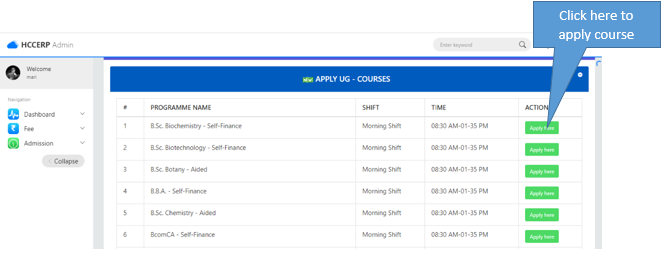 Click here to
apply course
HCCERP Admin
Enter keyword
Welcome
mari
Navigation
Dashboard
Fee
Admission
Collapse
NEW APPLY UG - COURSES
# PROGRAMME NAME SHIFT TIME ACTION
1 B.Sc. Biochemistry - Self-Finance Morning Shift 08:30 AM-01-35 PM Apply here
2 B.Sc. Biotechnology - Self-Finance Morning Shift 08:30 AM-01-35 PM Apply here
3 B.Sc. Botany - Aided Morning Shift 08:30 AM-01-35 PM Apply here
4 B.B.A. - Self-Finance Morning Shift 08:30 AM-01-35 PM Apply here
5 B.Sc. Chemistry - Aided Morning Shift 08:30 AM-01-35 PM Apply here
6 BcomCA - Self-Finance Morning Shift 08:30 AM-01-35 PM Apply here